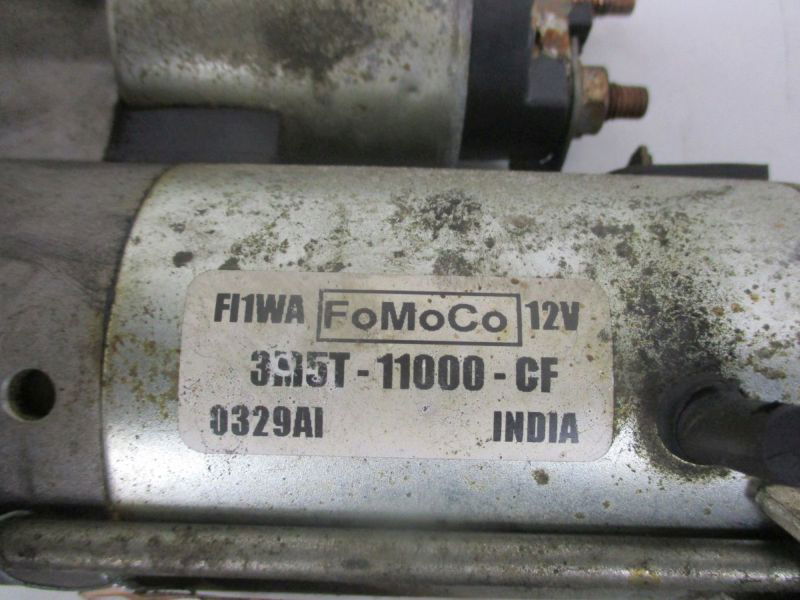 FI1WA FoMoCo 12V
3M5T - 11000 - CF
0329AI INDIA